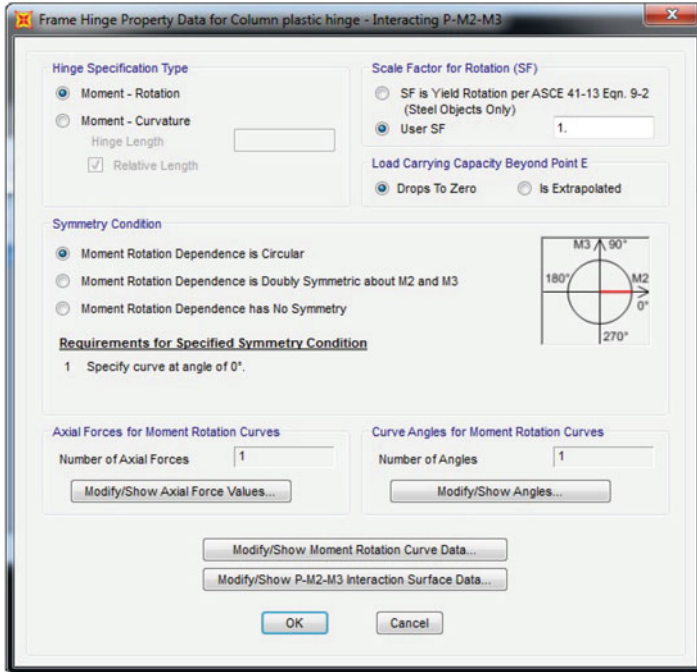 Frame Hinge Property Data for Column plastic hinge - Interacting P-M2-M3
Hinge Specification Type
Moment - Rotation
Moment - Curvature
Hinge Length
Relative Length
Scale Factor for Rotation (SF)
SF is Yield Rotation per ASCE 41-13 Eqn. 9-2
(Steel Objects Only)
User SF 1.
Load Carrying Capacity Beyond Point E
Drops To Zero Is Extrapolated
Symmetry Condition
Moment Rotation Dependence is Circular
Moment Rotation Dependence is Doubly Symmetric about M2 and M3
Moment Rotation Dependence has No Symmetry
Requirements for Specified Symmetry Condition
1 Specify curve at angle of 0°.
M3 90°
180° M2
0°
270°
Axial Forces for Moment Rotation Curves
Number of Axial Forces 1
Modify/Show Axial Force Values...
Curve Angles for Moment Rotation Curves
Number of Angles 1
Modify/Show Angles...
Modify/Show Moment Rotation Curve Data...
Modify/Show P-M2-M3 Interaction Surface Data...
OK Cancel